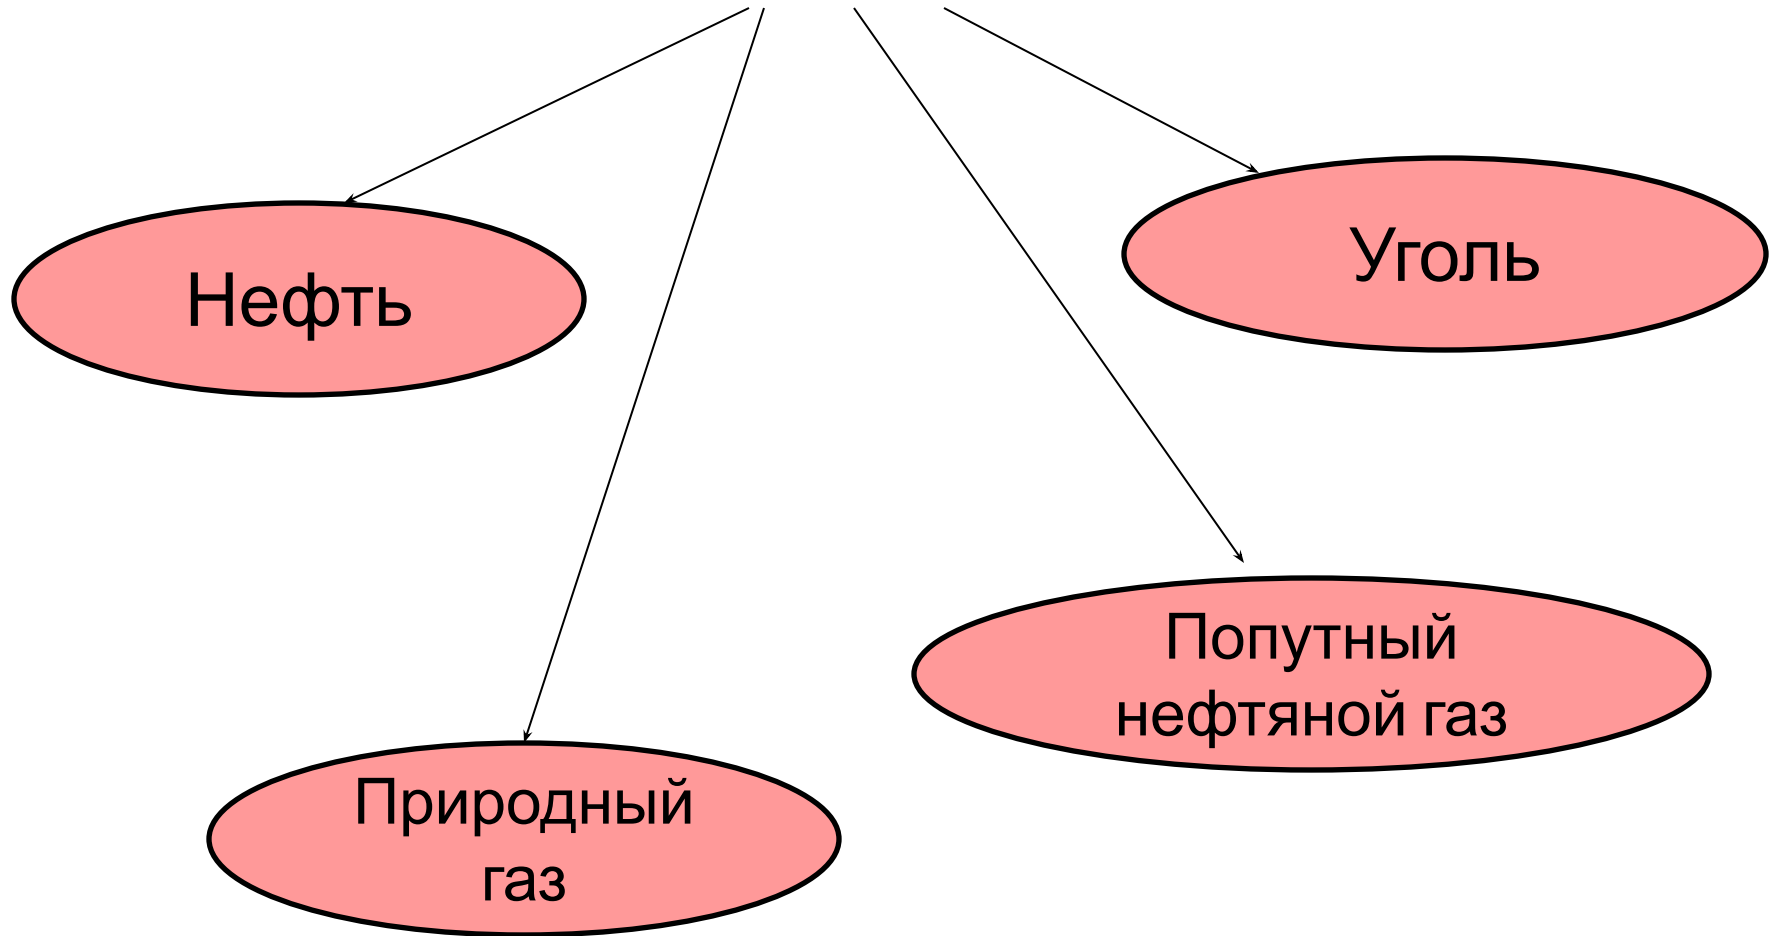 Нефть
Уголь
Попутный
нефтяной газ
Природный
газ